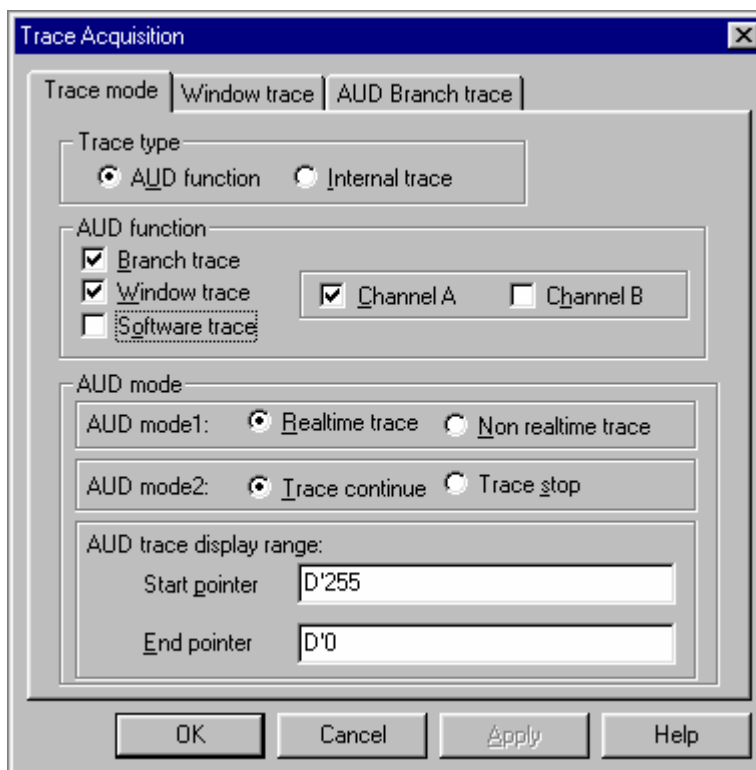 Trace Acquisition
Trace mode Window trace AUD Branch trace
Trace type
AUD function Internal trace
AUD function
Branch trace
Window trace Channel A Channel B
Software trace
AUD mode
AUD mode1: Realtime trace Non realtime trace
AUD mode2: Trace continue Trace stop
AUD trace display range:
Start pointer D'255
End pointer D'0
OK Cancel Apply Help